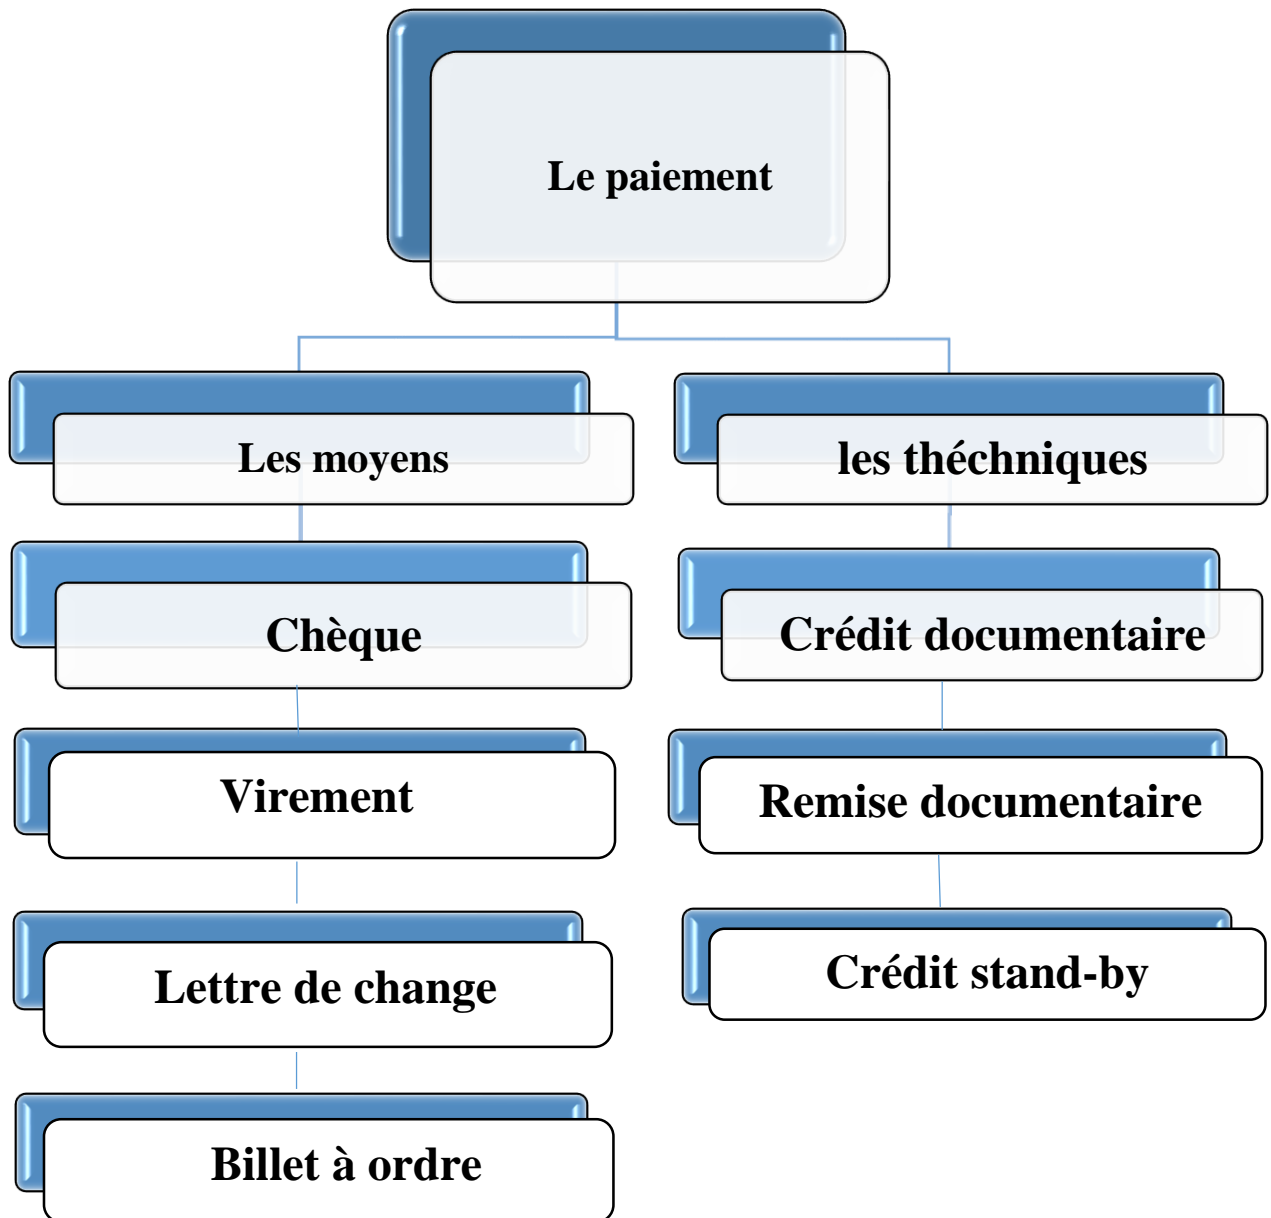 Le paiement
Les moyens
les théchniques
Chèque
Crédit documentaire
Virement
Remise documentaire
Lettre de change
Crédit stand-by
Billet à ordre